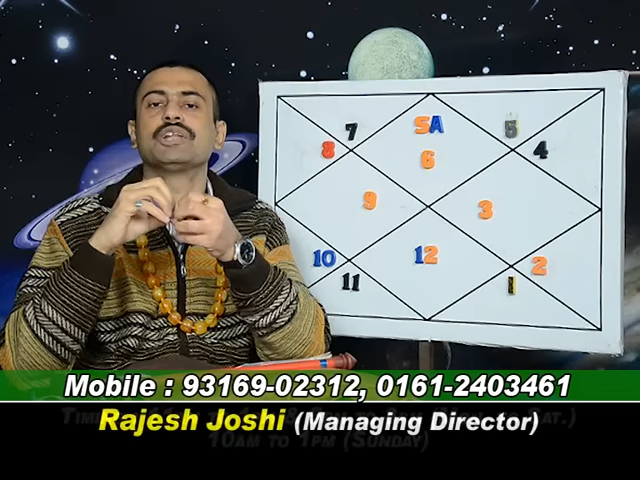 7 SA 5
8 6 4
9 3
10 12 2
11 1
Mobile : 93169-02312, 0161-2403461
Rajesh Joshi (Managing Director)
10am to 1pm (Sunday)